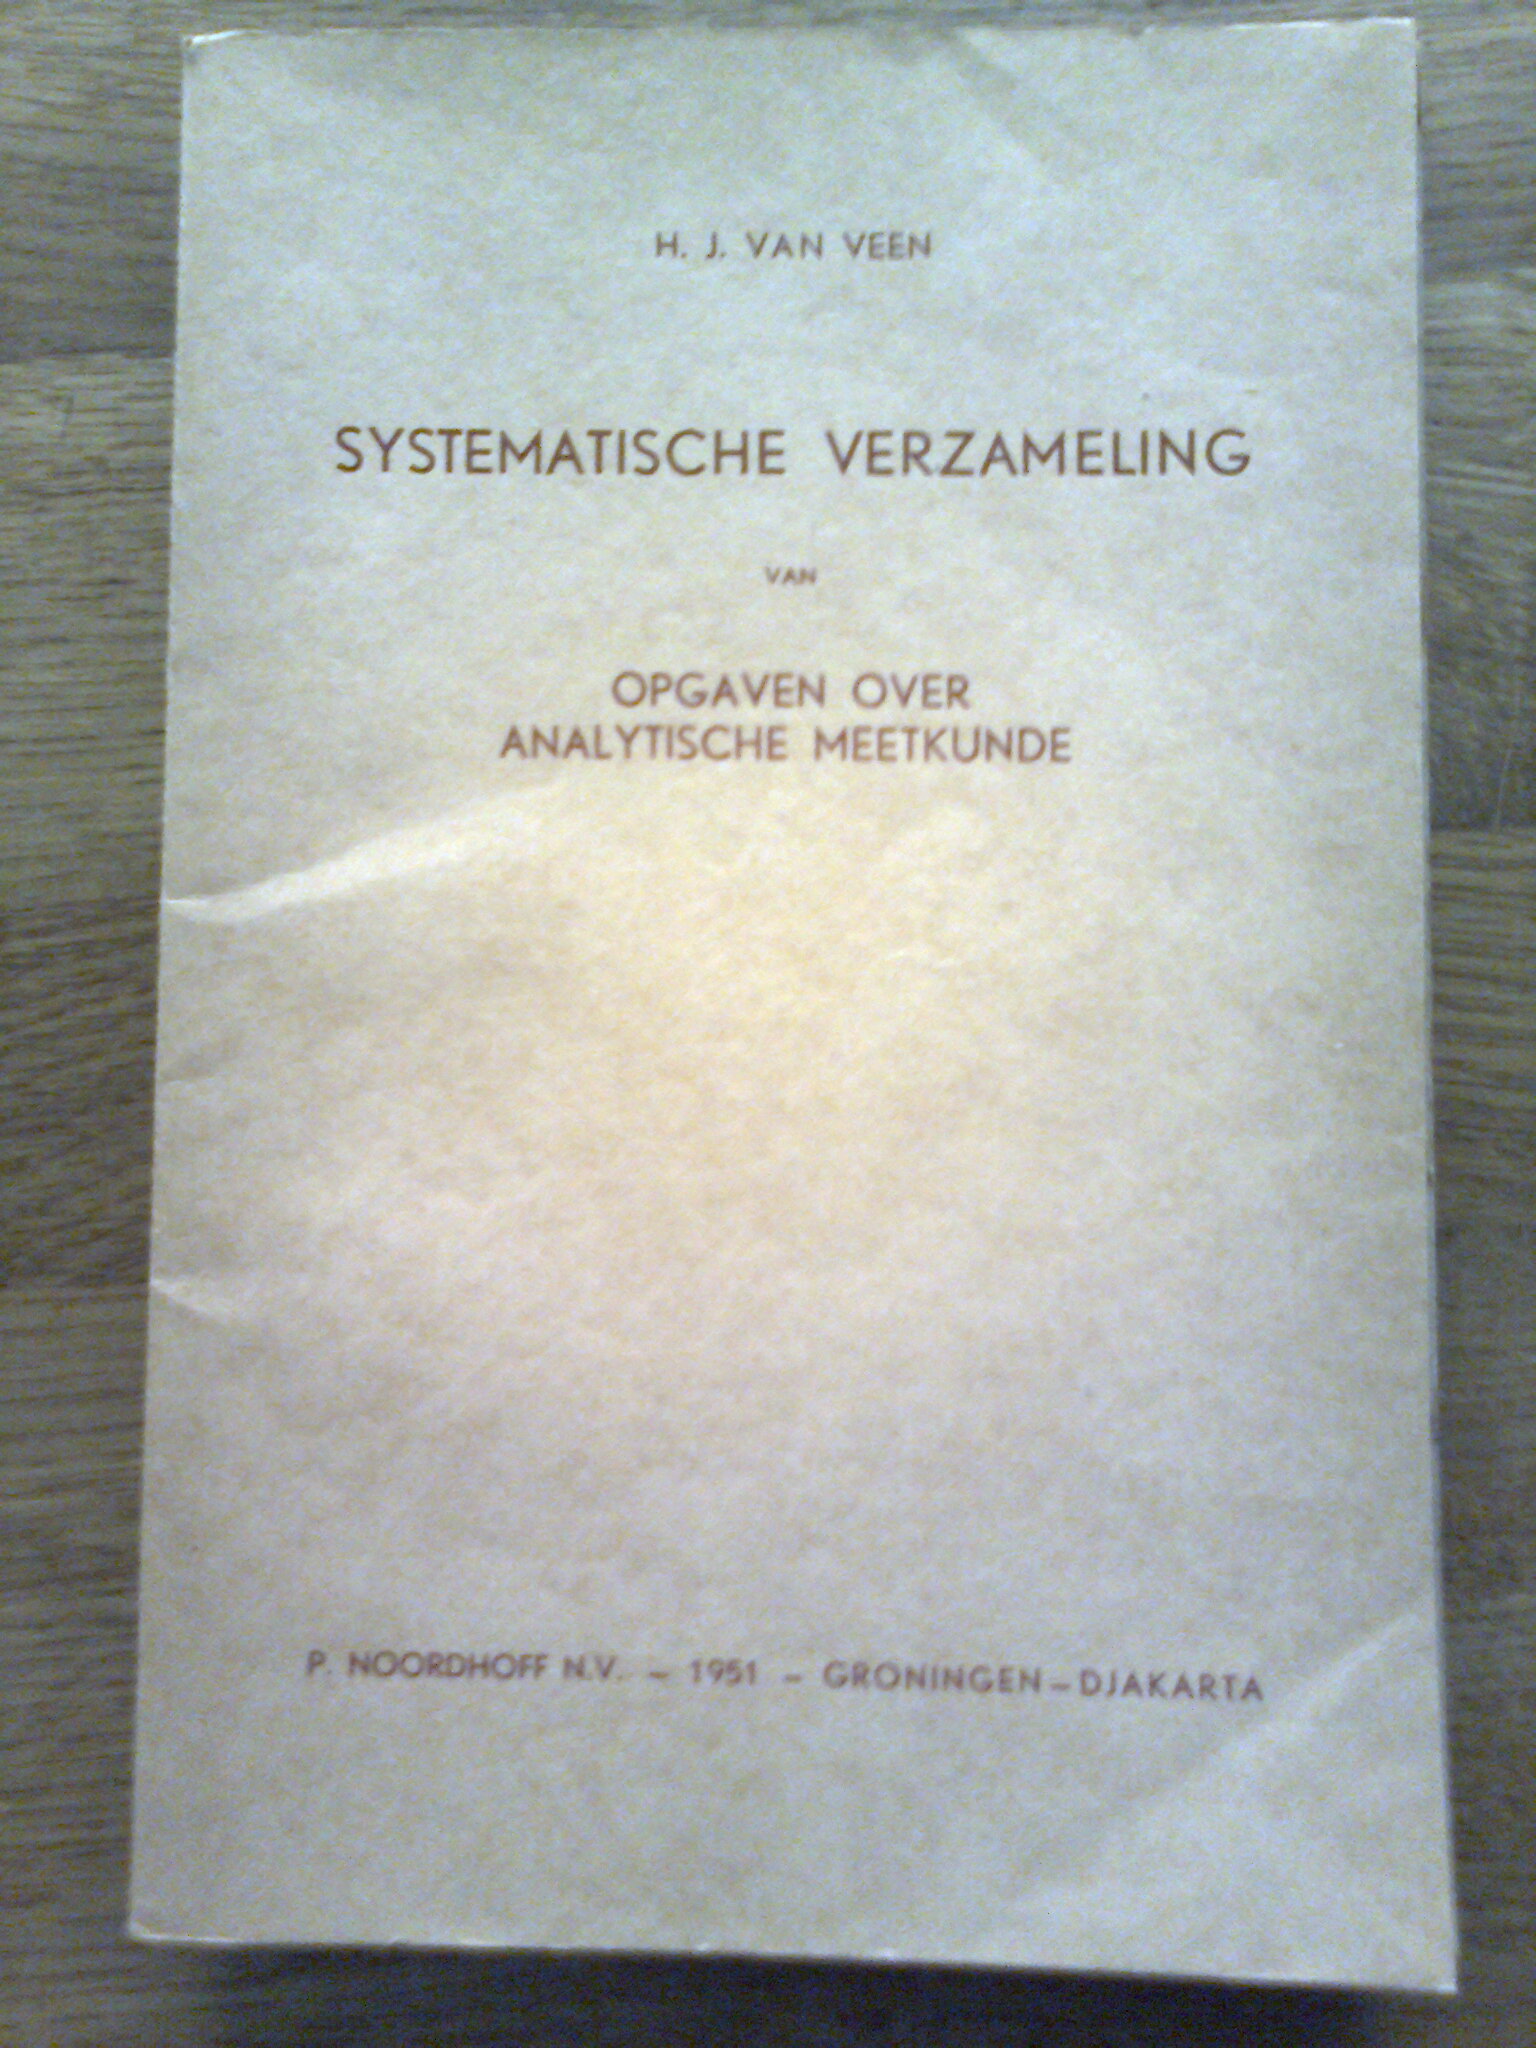 H. J. VAN VEEN
SYSTEMATISCHE VERZAMELING
VAN
OPGAVEN OVER
ANALYTISCHE MEETKUNDE
P. NOORDHOFF N.V. – 1951 – GRONINGEN – DJAKARTA